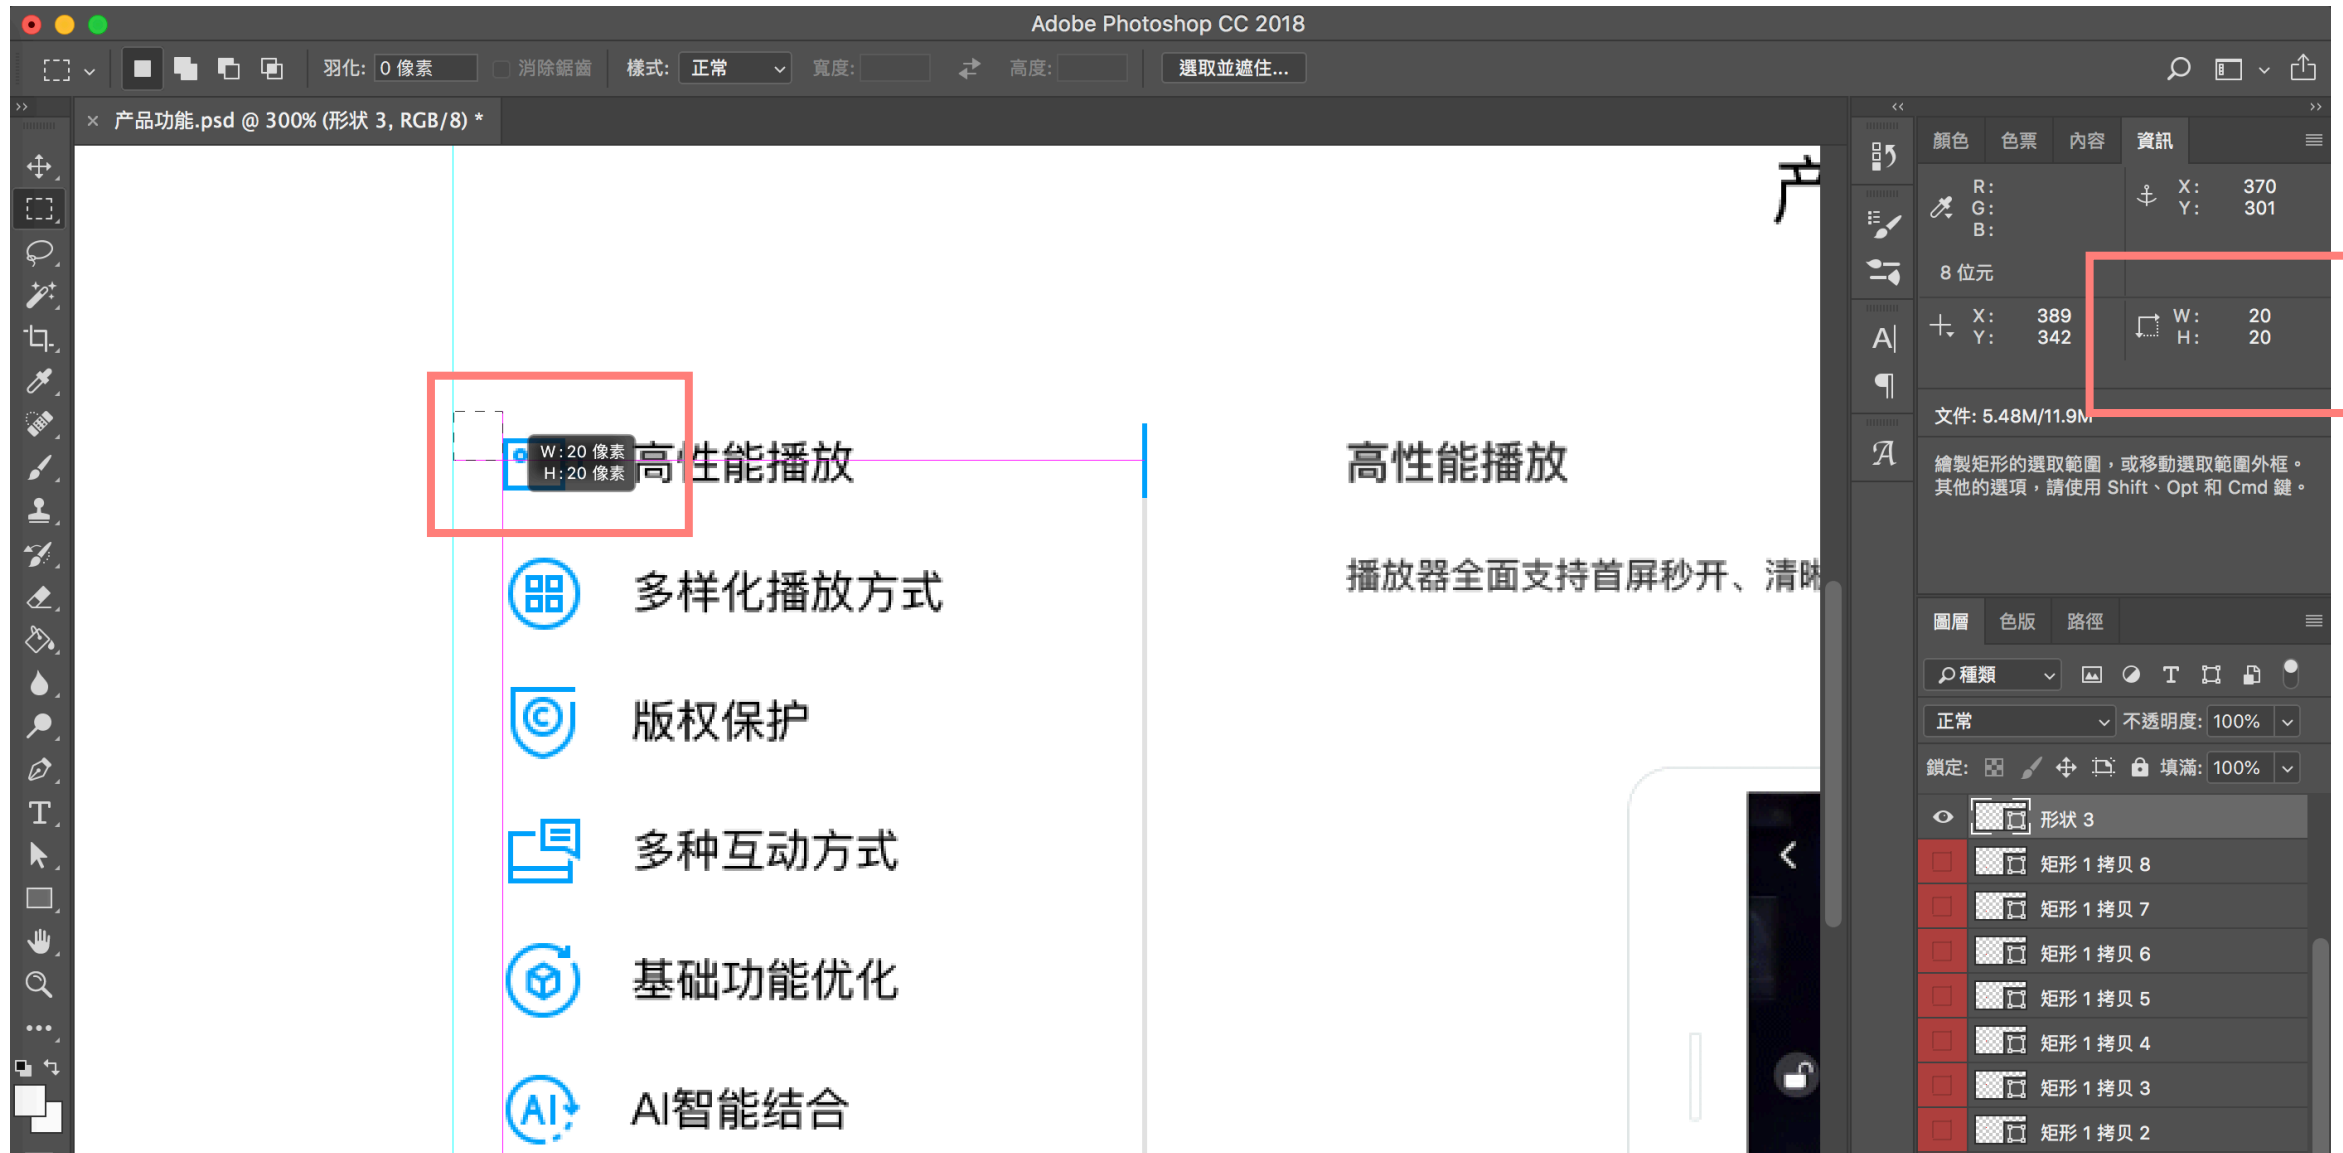 Adobe Photoshop CC 2018
羽化: 0 像素 消除鋸齒 樣式: 正常 寬度: 高度: 選取並遮住...
产品功能.psd @ 300% (形状 3, RGB/8) *
产
W : 20 像素
H : 20 像素
高性能播放
多样化播放方式
版权保护
多种互动方式
基础功能优化
AI智能结合
高性能播放
播放器全面支持首屏秒开、清晰
顏色 色票 內容 資訊
R :
G :
B :
X : 370
Y : 301
8 位元
X : 389
Y : 342
W : 20
H : 20
文件: 5.48M/11.9M
繪製矩形的選取範圍，或移動選取範圍外框。
其他的選項，請使用 Shift、Opt 和 Cmd 鍵。
圖層 色版 路徑
種類
正常 不透明度: 100%
鎖定: 填滿: 100%
形状 3
矩形 1 拷贝 8
矩形 1 拷贝 7
矩形 1 拷贝 6
矩形 1 拷贝 5
矩形 1 拷贝 4
矩形 1 拷贝 3
矩形 1 拷贝 2